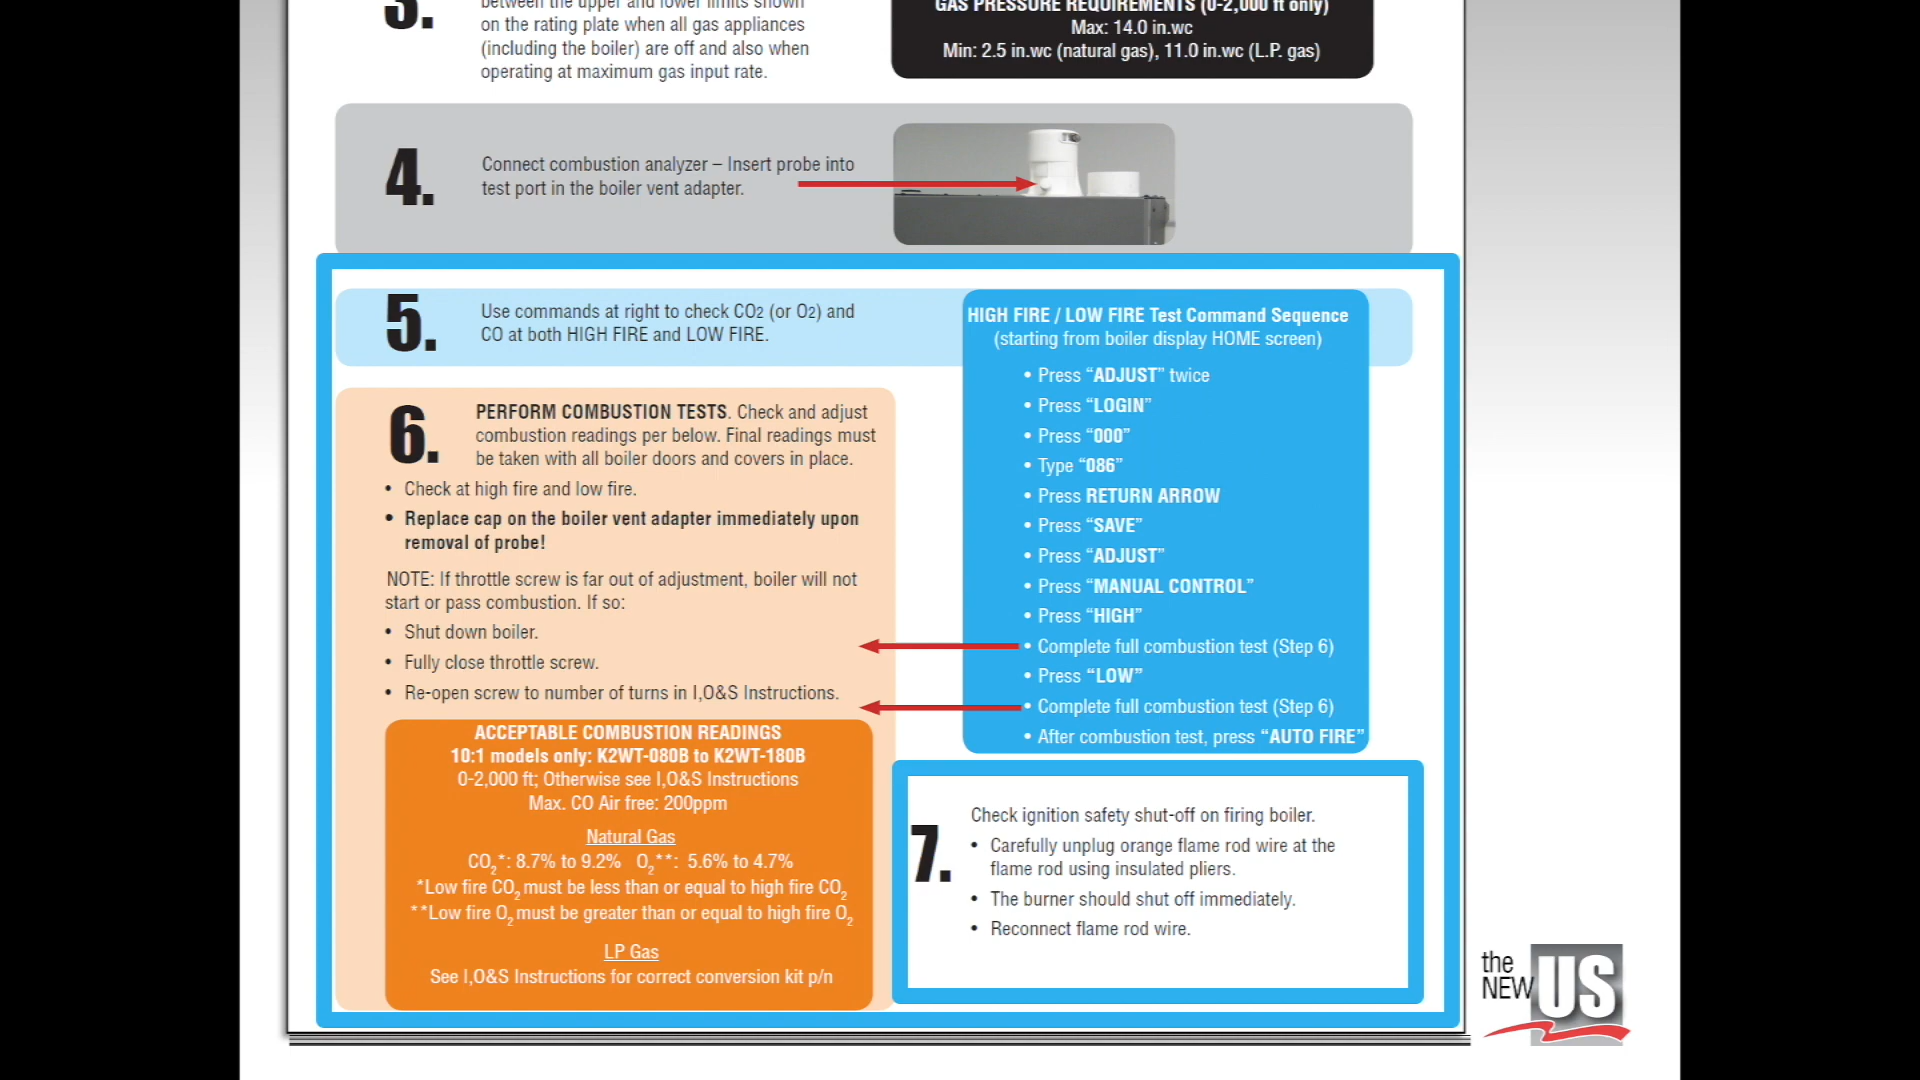 3.
between the upper and lower limits shown
on the rating plate when all gas appliances
(including the boiler) are off and also when
operating at maximum gas input rate.
GAS PRESSURE REQUIREMENTS (0-2,000 ft only)
Max: 14.0 in.wc
Min: 2.5 in.wc (natural gas), 11.0 in.wc (L.P. gas)
4.
Connect combustion analyzer – Insert probe into
test port in the boiler vent adapter.
5.
Use commands at right to check CO2 (or O2) and
CO at both HIGH FIRE and LOW FIRE.
HIGH FIRE / LOW FIRE Test Command Sequence
(starting from boiler display HOME screen)
• Press “ADJUST” twice
• Press “LOGIN”
• Press “000”
• Type “086”
• Press RETURN ARROW
• Press “SAVE”
• Press “ADJUST”
• Press “MANUAL CONTROL”
• Press “HIGH”
• Complete full combustion test (Step 6)
• Press “LOW”
• Complete full combustion test (Step 6)
• After combustion test, press “AUTO FIRE”
6.
PERFORM COMBUSTION TESTS. Check and adjust
combustion readings per below. Final readings must
be taken with all boiler doors and covers in place.
• Check at high fire and low fire.
• Replace cap on the boiler vent adapter immediately upon
removal of probe!
NOTE: If throttle screw is far out of adjustment, boiler will not
start or pass combustion. If so:
• Shut down boiler.
• Fully close throttle screw.
• Re-open screw to number of turns in I,O&S Instructions.
ACCEPTABLE COMBUSTION READINGS
10:1 models only: K2WT-080B to K2WT-180B
0-2,000 ft; Otherwise see I,O&S Instructions
Max. CO Air free: 200ppm
Natural Gas
CO2*: 8.7% to 9.2% O2**: 5.6% to 4.7%
*Low fire CO2 must be less than or equal to high fire CO2
**Low fire O2 must be greater than or equal to high fire O2
LP Gas
See I,O&S Instructions for correct conversion kit p/n
7.
Check ignition safety shut-off on firing boiler.
• Carefully unplug orange flame rod wire at the
flame rod using insulated pliers.
• The burner should shut off immediately.
• Reconnect flame rod wire.
the
NEW US